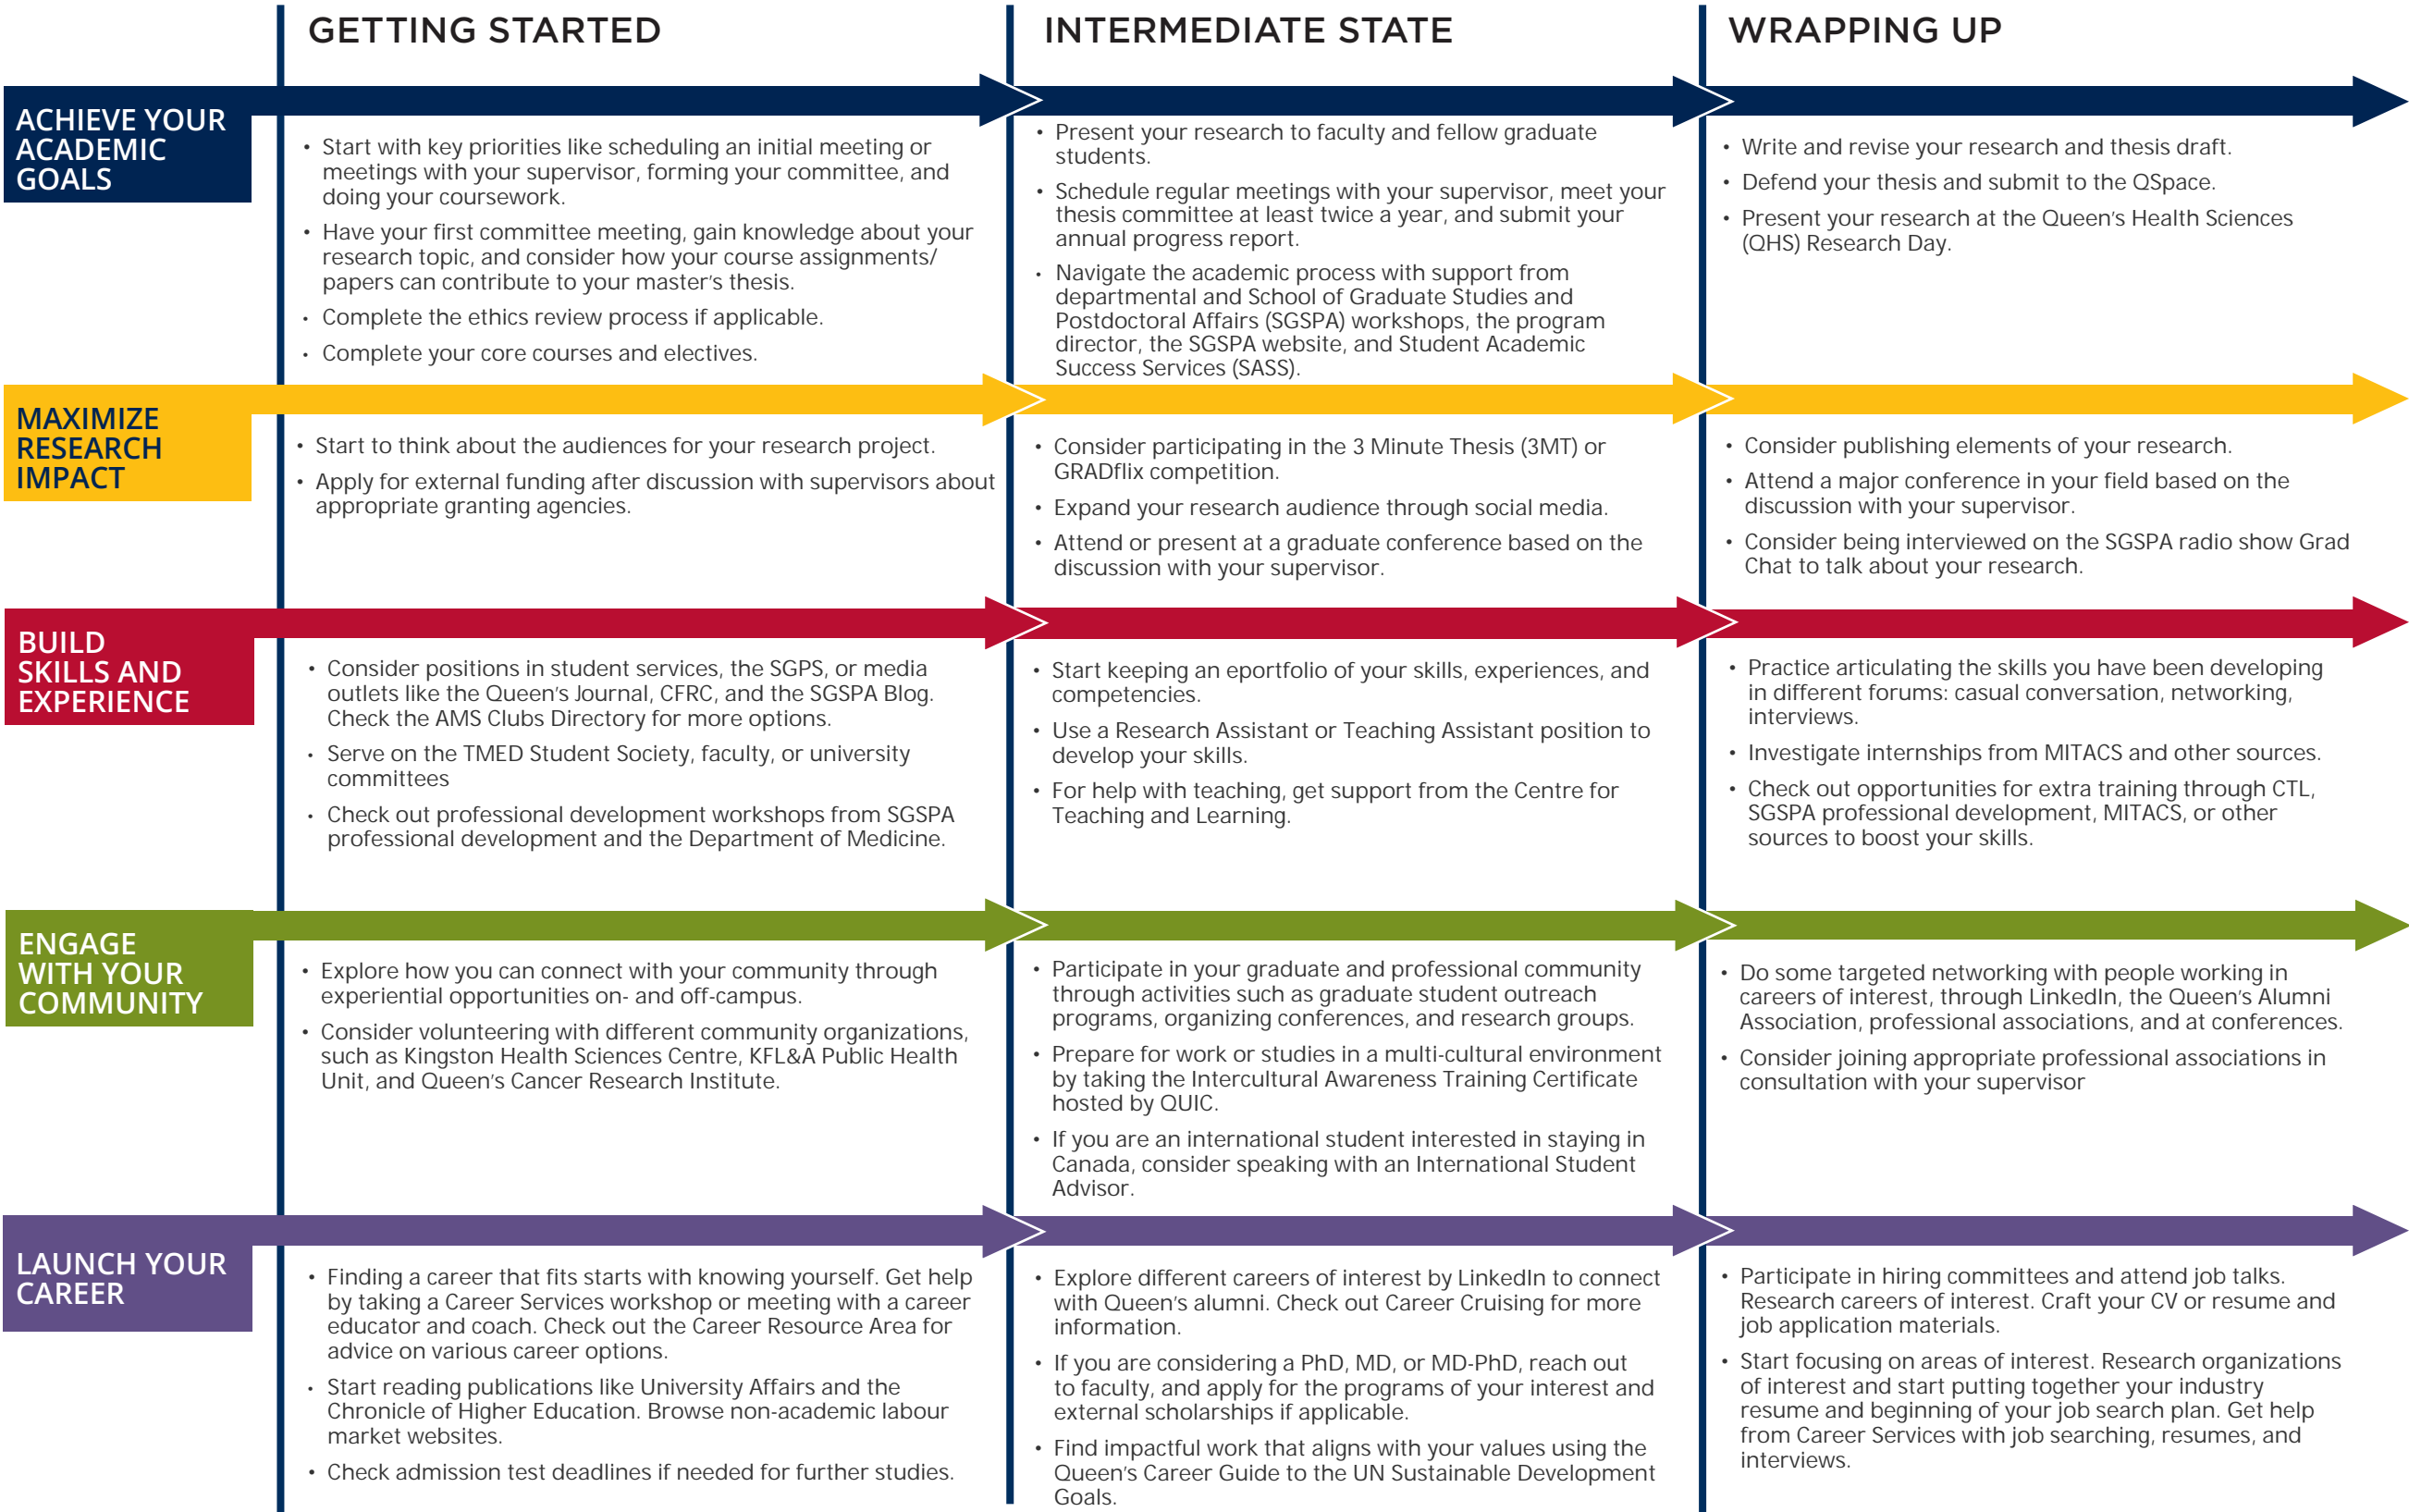 GETTING STARTED
INTERMEDIATE STATE
WRAPPING UP
ACHIEVE YOUR
ACADEMIC
GOALS
• Start with key priorities like scheduling an initial meeting or
meetings with your supervisor, forming your committee, and
doing your coursework.
• Have your first committee meeting, gain knowledge about your
research topic, and consider how your course assignments/
papers can contribute to your master's thesis.
• Complete the ethics review process if applicable.
• Complete your core courses and electives.
• Present your research to faculty and fellow graduate
students.
• Schedule regular meetings with your supervisor, meet your
thesis committee at least twice a year, and submit your
annual progress report.
• Navigate the academic process with support from
departmental and School of Graduate Studies and
Postdoctoral Affairs (SGSPA) workshops, the program
director, the SGSPA website, and Student Academic
Success Services (SASS).
• Write and revise your research and thesis draft.
• Defend your thesis and submit to the QSpace.
• Present your research at the Queen's Health Sciences
(QHS) Research Day.
MAXIMIZE
RESEARCH
IMPACT
• Start to think about the audiences for your research project.
• Apply for external funding after discussion with supervisors about
appropriate granting agencies.
• Consider participating in the 3 Minute Thesis (3MT) or
GRADflix competition.
• Expand your research audience through social media.
• Attend or present at a graduate conference based on the
discussion with your supervisor.
• Consider publishing elements of your research.
• Attend a major conference in your field based on the
discussion with your supervisor.
• Consider being interviewed on the SGSPA radio show Grad
Chat to talk about your research.
BUILD
SKILLS AND
EXPERIENCE
• Consider positions in student services, the SGPS, or media
outlets like the Queen's Journal, CFRC, and the SGSPA Blog.
Check the AMS Clubs Directory for more options.
• Serve on the TMED Student Society, faculty, or university
committees
• Check out professional development workshops from SGSPA
professional development and the Department of Medicine.
• Start keeping an eportfolio of your skills, experiences, and
competencies.
• Use a Research Assistant or Teaching Assistant position to
develop your skills.
• For help with teaching, get support from the Centre for
Teaching and Learning.
• Practice articulating the skills you have been developing
in different forums: casual conversation, networking,
interviews.
• Investigate internships from MITACS and other sources.
• Check out opportunities for extra training through CTL,
SGSPA professional development, MITACS, or other
sources to boost your skills.
ENGAGE
WITH YOUR
COMMUNITY
• Explore how you can connect with your community through
experiential opportunities on- and off-campus.
• Consider volunteering with different community organizations,
such as Kingston Health Sciences Centre, KFL&A Public Health
Unit, and Queen's Cancer Research Institute.
• Participate in your graduate and professional community
through activities such as graduate student outreach
programs, organizing conferences, and research groups.
• Prepare for work or studies in a multi-cultural environment
by taking the Intercultural Awareness Training Certificate
hosted by QUIC.
• If you are an international student interested in staying in
Canada, consider speaking with an International Student
Advisor.
• Do some targeted networking with people working in
careers of interest, through LinkedIn, the Queen's Alumni
Association, professional associations, and at conferences.
• Consider joining appropriate professional associations in
consultation with your supervisor
LAUNCH YOUR
CAREER
• Finding a career that fits starts with knowing yourself. Get help
by taking a Career Services workshop or meeting with a career
educator and coach. Check out the Career Resource Area for
advice on various career options.
• Start reading publications like University Affairs and the
Chronicle of Higher Education. Browse non-academic labour
market websites.
• Check admission test deadlines if needed for further studies.
• Explore different careers of interest by LinkedIn to connect
with Queen's alumni. Check out Career Cruising for more
information.
• If you are considering a PhD, MD, or MD-PhD, reach out
to faculty, and apply for the programs of your interest and
external scholarships if applicable.
• Find impactful work that aligns with your values using the
Queen's Career Guide to the UN Sustainable Development
Goals.
• Participate in hiring committees and attend job talks.
Research careers of interest. Craft your CV or resume and
job application materials.
• Start focusing on areas of interest. Research organizations
of interest and start putting together your industry
resume and beginning of your job search plan. Get help
from Career Services with job searching, resumes, and
interviews.